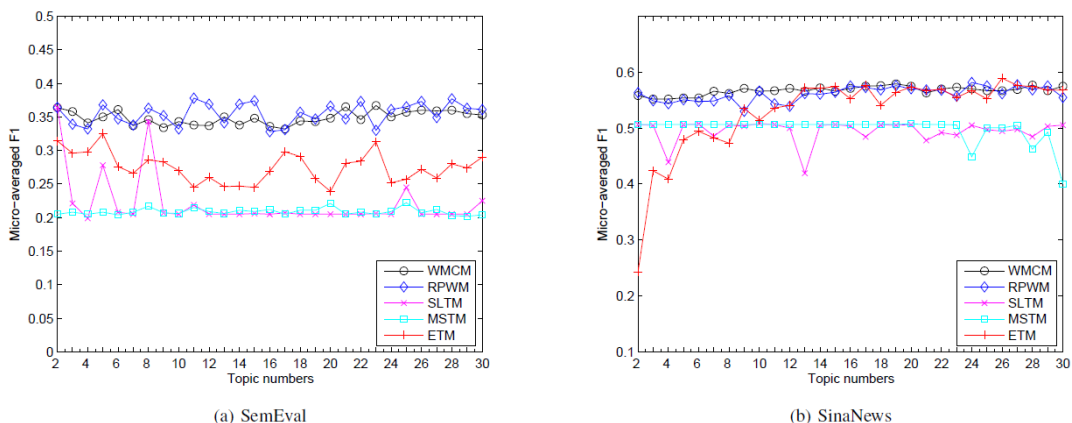 0.5
0.45
0.4
0.35
0.3
0.25
0.2
0.15
0.1
0.05
0
Micro-averaged F1
2 4 6 8 10 12 14 16 18 20 22 24 26 28 30
Topic numbers
WMCM
RPWM
SLTM
MSTM
ETM
(a) SemEval
0.6
0.5
0.4
0.3
0.2
0.1
Micro-averaged F1
2 4 6 8 10 12 14 16 18 20 22 24 26 28 30
Topic numbers
WMCM
RPWM
SLTM
MSTM
ETM
(b) SinaNews